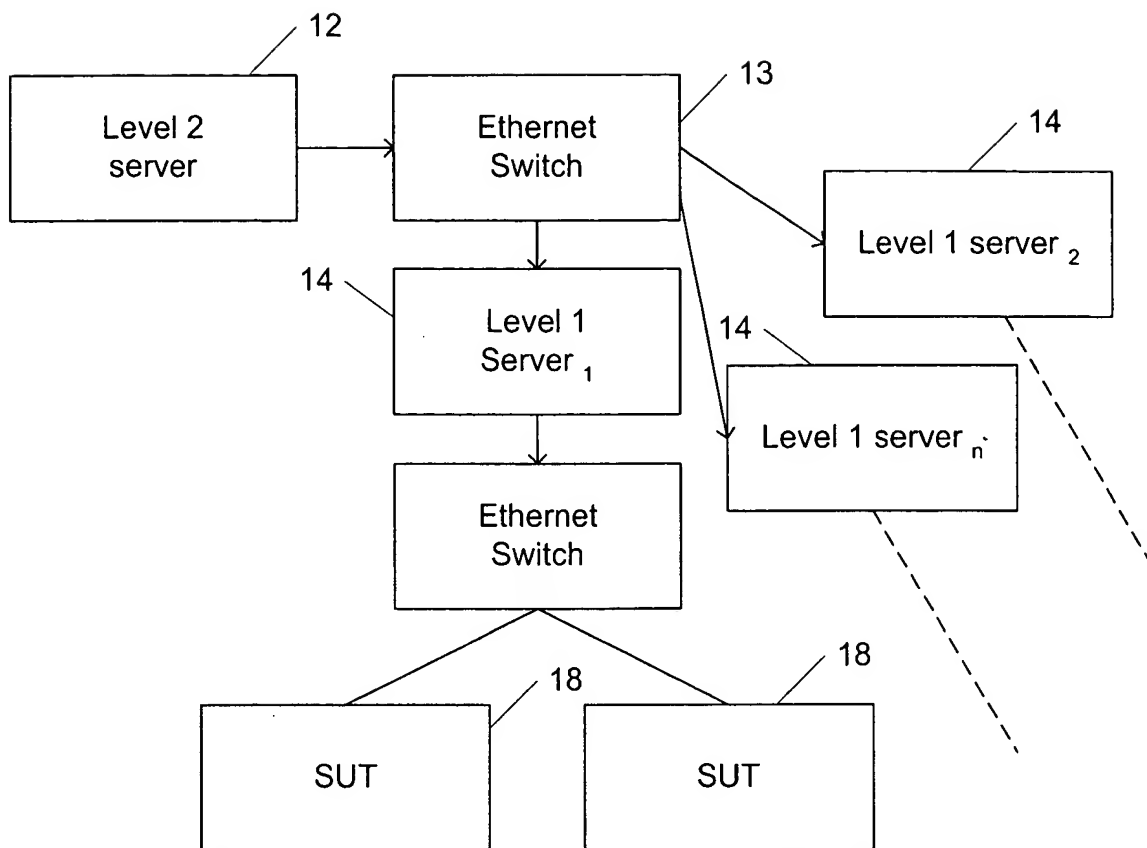 12
13
Level 2
server
Ethernet
Switch
14
Level 1 server 2
14
Level 1
Server 1
14
Level 1 server n
Ethernet
Switch
18
18
SUT
SUT